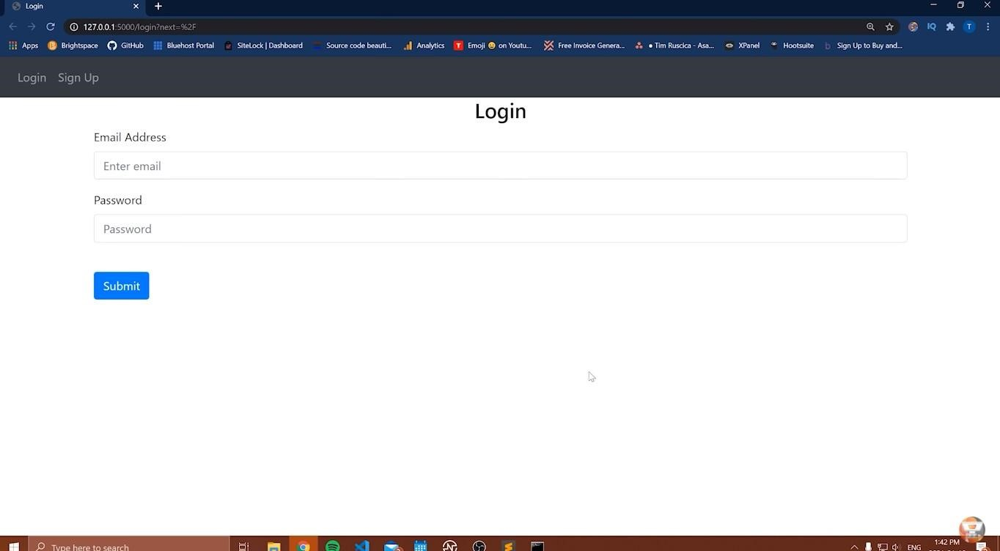 Login
127.0.0.1:5000/login?next=%2F
Apps Brightspace GitHub Bluehost Portal SiteLock | Dashboard Source code beauti... Analytics Emoji 😀 on Youtu... Free Invoice Genera... • Tim Ruscica - Asa... XPanel Hootsuite Sign Up to Buy and...
Login Sign Up
Login
Email Address
Enter email
Password
Password
Submit
Type here to search
ENG
1:42 PM